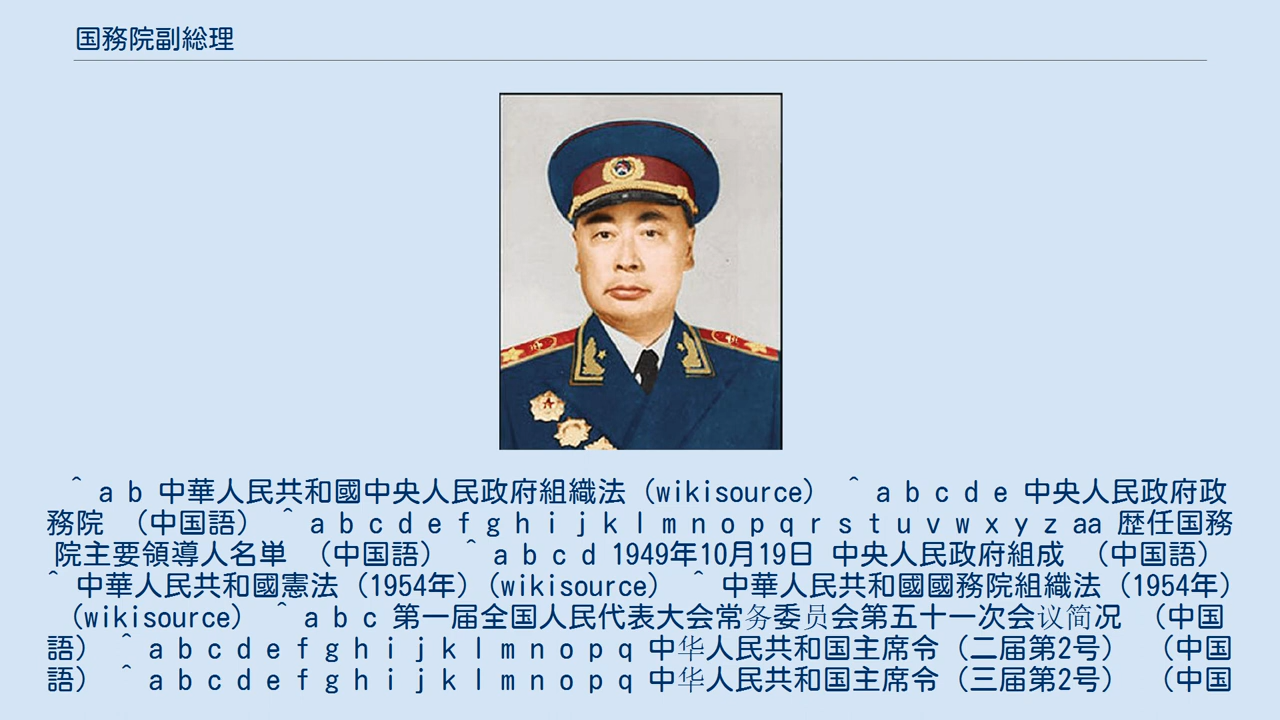 国務院副総理
^ a b 中華人民共和國中央人民政府組織法（wikisource） ^ a b c d e 中央人民政府政
務院 （中国語） ^ a b c d e f g h i j k l m n o p q r s t u v w x y z aa 歴任国務
院主要領導人名単 （中国語） ^ a b c d 1949年10月19日 中央人民政府組成 （中国語）
^ 中華人民共和國憲法（1954年）（wikisource） ^ 中華人民共和國國務院組織法（1954年）
（wikisource） ^ a b c 第一届全国人民代表大会常务委员会第五十一次会议简况 （中国
語） ^ a b c d e f g h i j k l m n o p q 中华人民共和国主席令（二届第2号） （中国
語） ^ a b c d e f g h i j k l m n o p q 中华人民共和国主席令（三届第2号） （中国